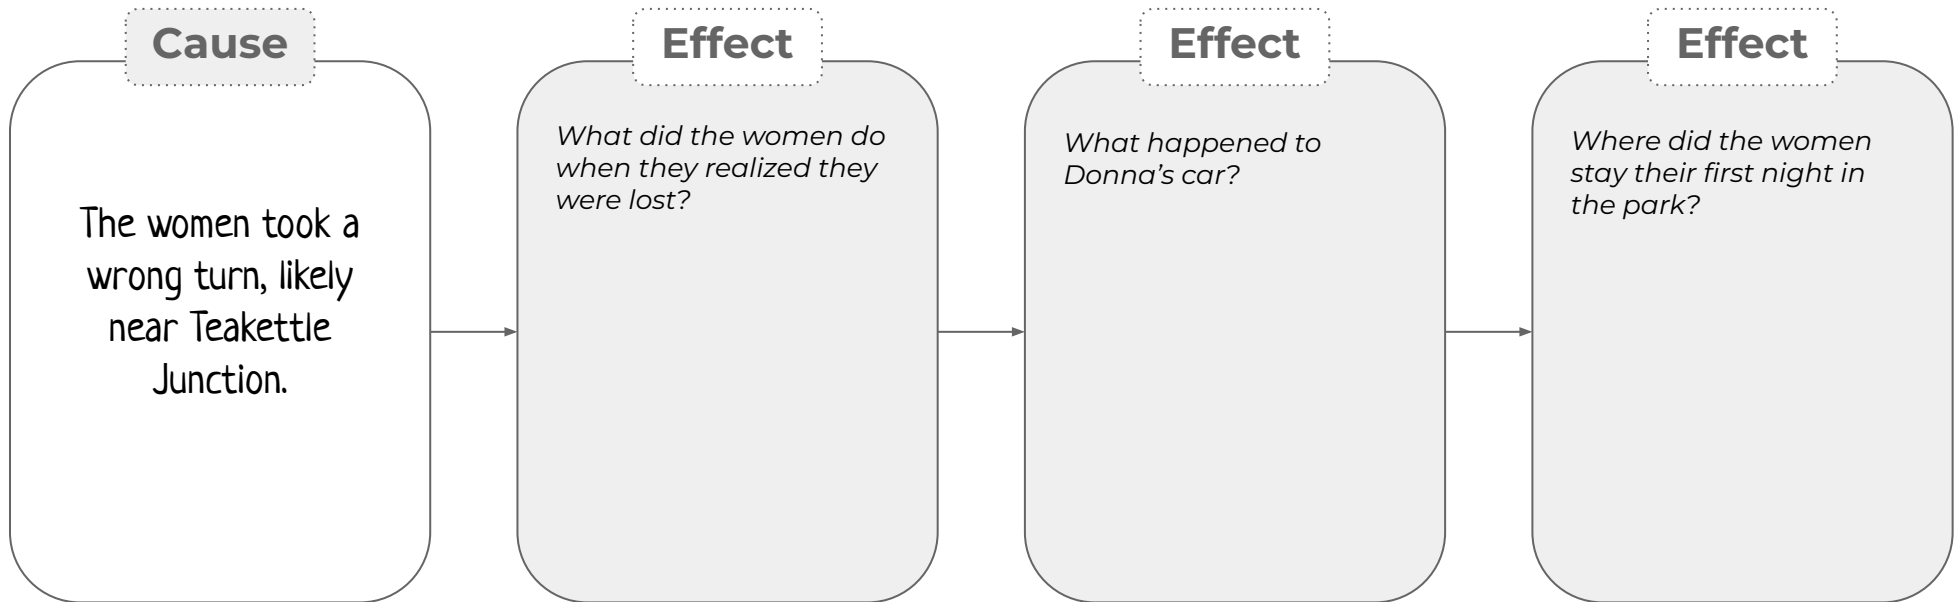 Cause
The women took a
wrong turn, likely
near Teakettle
Junction.
Effect
What did the women do
when they realized they
were lost?
Effect
What happened to
Donna’s car?
Effect
Where did the women
stay their first night in
the park?